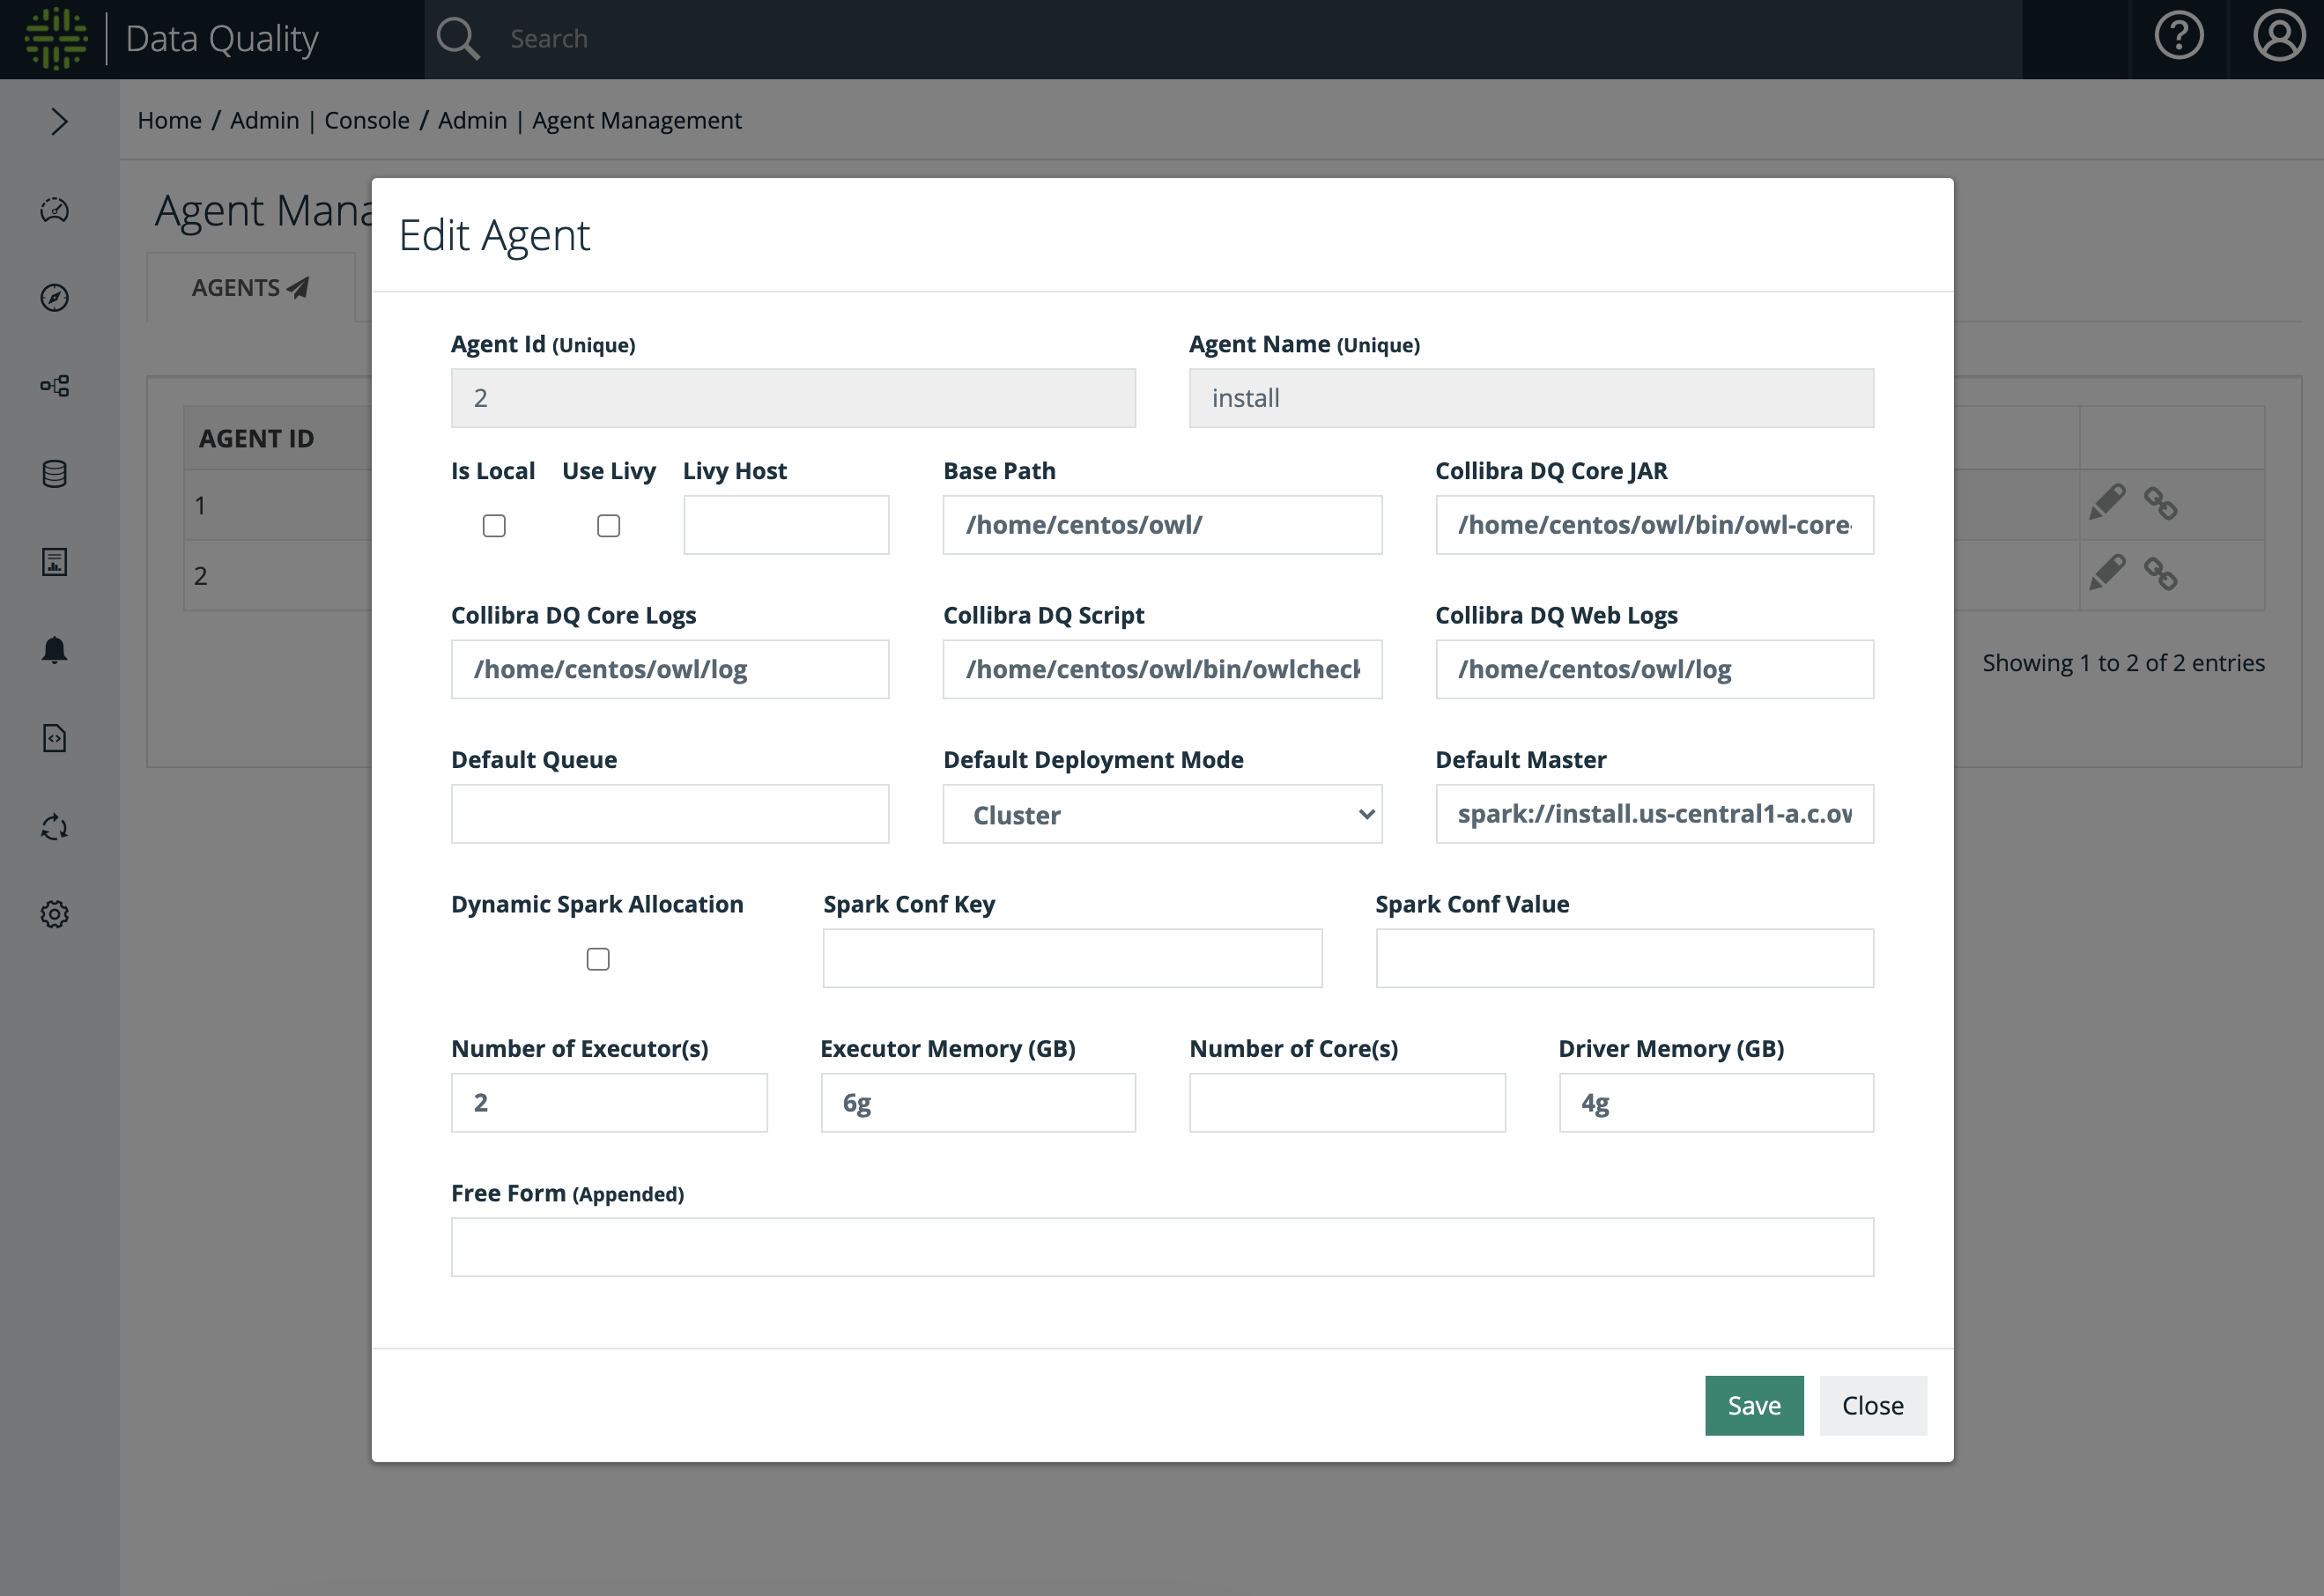 Data Quality
Search
Home / Admin | Console / Admin | Agent Management
Agent Mana
AGENTS
AGENT ID
1
2
Showing 1 to 2 of 2 entries
Edit Agent
Agent Id (Unique)
Agent Name (Unique)
2
install
Is Local
Use Livy
Livy Host
Base Path
Collibra DQ Core JAR
/home/centos/owl/
/home/centos/owl/bin/owl-core-
Collibra DQ Core Logs
Collibra DQ Script
Collibra DQ Web Logs
/home/centos/owl/log
/home/centos/owl/bin/owlcheck
/home/centos/owl/log
Default Queue
Default Deployment Mode
Default Master
Cluster
spark://install.us-central1-a.c.ow
Dynamic Spark Allocation
Spark Conf Key
Spark Conf Value
Number of Executor(s)
Executor Memory (GB)
Number of Core(s)
Driver Memory (GB)
2
6g
4g
Free Form (Appended)
Save
Close